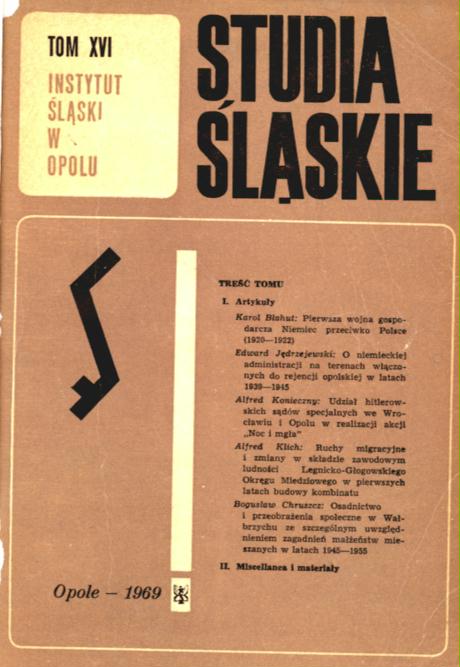 TOM XVI
INSTYTUT
ŚLĄSKI
W
OPOLU
STUDIA
ŚLĄSKIE
TREŚĆ TOMU
I. Artykuły
Karol Błahut: Pierwsza wojna gospo-
darcza Niemiec przeciwko Polsce
(1920—1922)
Edward Jędrzejewski: O niemieckiej
administracji na terenach włączo-
nych do rejencji opolskiej w latach
1939—1945
Alfred Konieczny: Udział hitlerow-
skich sądów specjalnych we Wro-
cławiu i Opolu w realizacji akcji
„Noc i mgła"
Alfred Klich: Ruchy migracyjne
i zmiany w składzie zawodowym
ludności Legnicko-Głogowskiego
Okręgu Miedziowego w pierwszych
latach budowy kombinatu
Bogusław Chruszcz: Osadnictwo
i przeobrażenia społeczne w Wał-
brzychu ze szczególnym uwzględ-
nieniem zagadnień małżeństw mie-
szanych w latach 1945—1955
II. Miscellanea i materiały
Opole — 1969